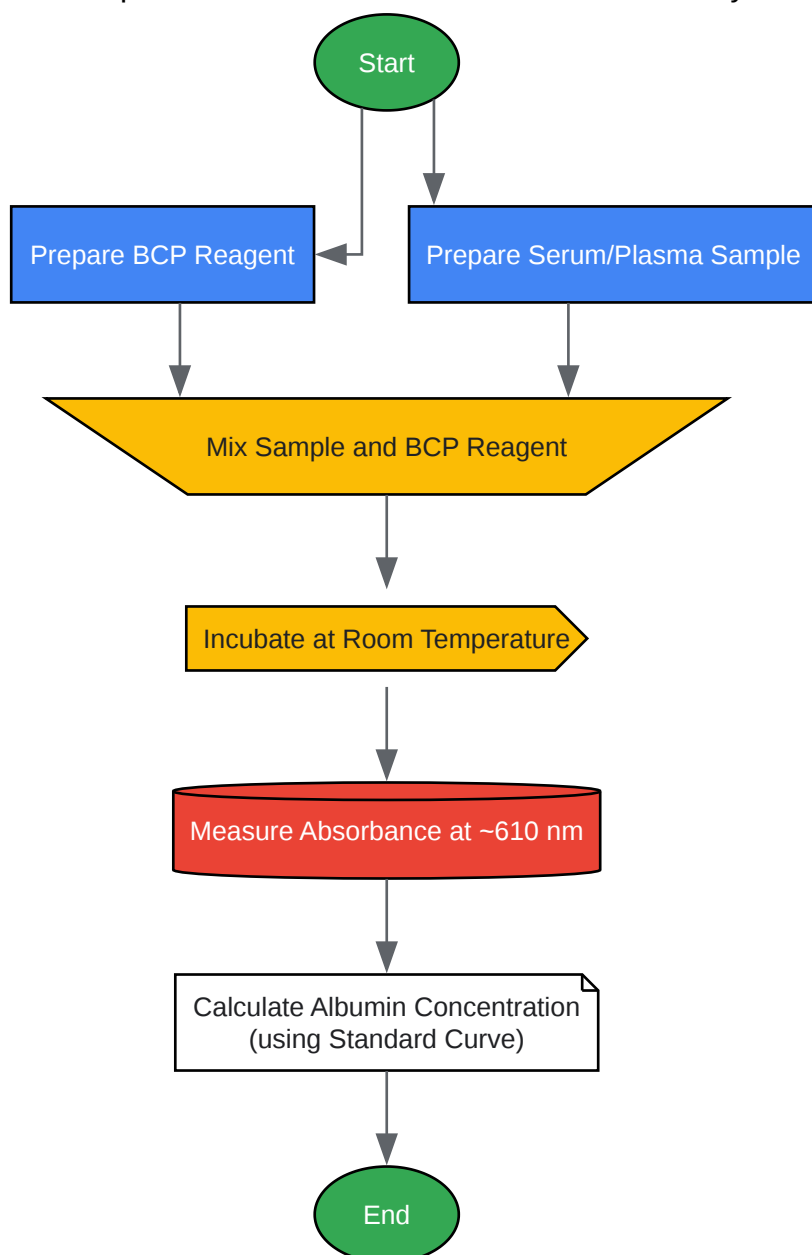 Start
Prepare BCP Reagent
Prepare Serum/Plasma Sample
Mix Sample and BCP Reagent
Incubate at Room Temperature
Measure Absorbance at ~610 nm
Calculate Albumin Concentration
(using Standard Curve)
End